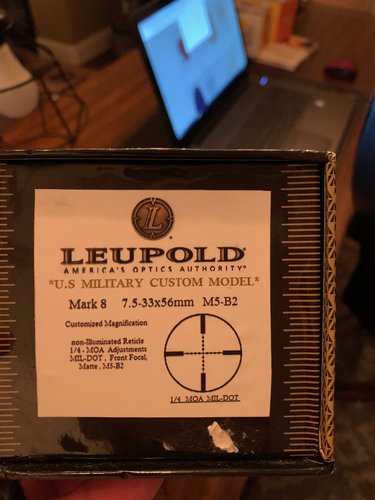 L
LEUPOLD®
AMERICA'S OPTICS AUTHORITY®
*U.S MILITARY CUSTOM MODEL*
Mark 8 7.5-33x56mm M5-B2
Customized Magnification
non-Illuminated Reticle
1/4 - MOA Adjustments
MIL-DOT, Front Focal,
Matte, M5-B2
1/4 MOA MIL-DOT